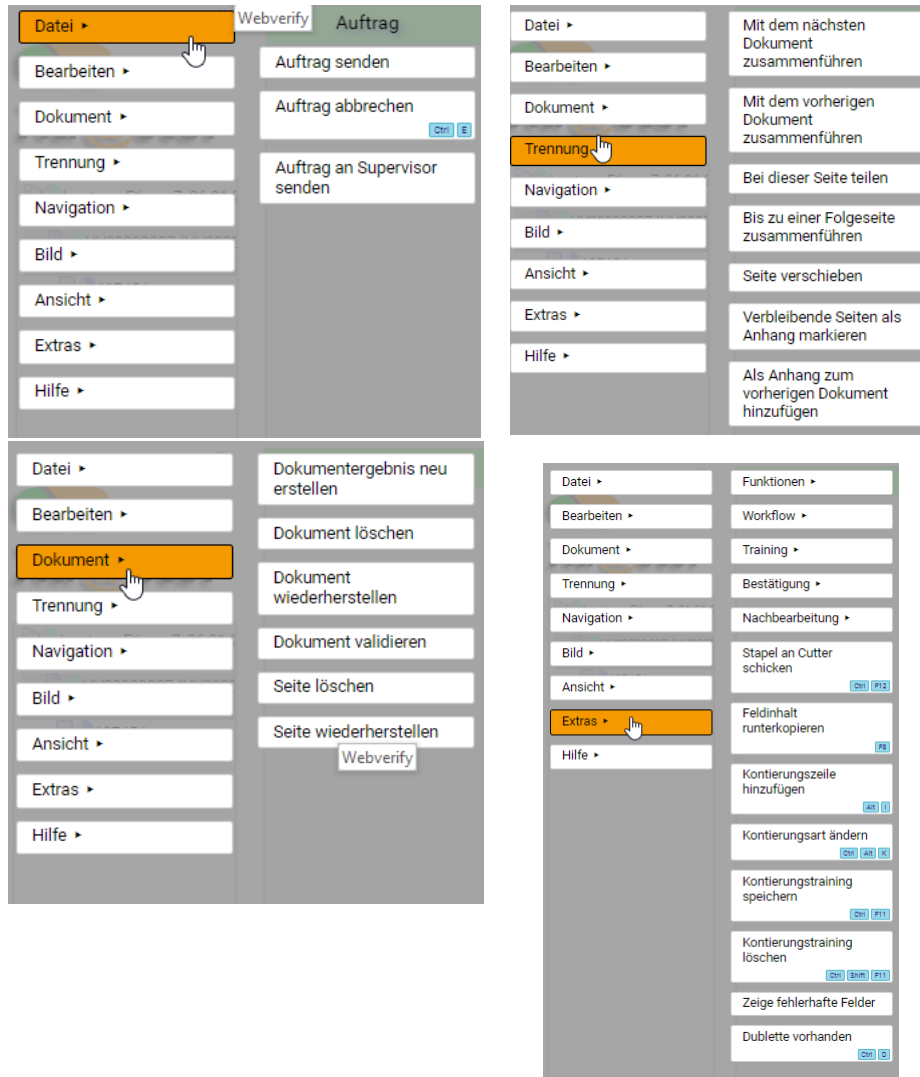 Datei ▸
Bearbeiten ▸
Dokument ▸
Trennung ▸
Navigation ▸
Bild ▸
Ansicht ▸
Extras ▸
Hilfe ▸
Webverify
Auftrag
Auftrag senden
Auftrag abbrechen
Ctrl E
Auftrag an Supervisor
senden
Datei ▸
Bearbeiten ▸
Dokument ▸
Trennung
Navigation ▸
Bild ▸
Ansicht ▸
Extras ▸
Hilfe ▸
Mit dem nächsten
Dokument
zusammenführen
Mit dem vorherigen
Dokument
zusammenführen
Bei dieser Seite teilen
Bis zu einer Folgeseite
zusammenführen
Seite verschieben
Verbleibende Seiten als
Anhang markieren
Als Anhang zum
vorherigen Dokument
hinzufügen
Datei ▸
Bearbeiten ▸
Dokument ▸
Trennung ▸
Navigation ▸
Bild ▸
Ansicht ▸
Extras ▸
Hilfe ▸
Dokumentergebnis neu
erstellen
Dokument löschen
Dokument
wiederherstellen
Dokument validieren
Seite löschen
Seite wiederherstellen
Webverify
Datei ▸
Bearbeiten ▸
Dokument ▸
Trennung ▸
Navigation ▸
Bild ▸
Ansicht ▸
Extras ▸
Hilfe ▸
Funktionen ▸
Workflow ▸
Training ▸
Bestätigung ▸
Nachbearbeitung ▸
Stapel an Cutter
schicken
Ctrl F12
Feldinhalt
runterkopieren
F8
Kontierungszeile
hinzufügen
Alt I
Kontierungsart ändern
Ctrl Alt K
Kontierungstraining
speichern
Ctrl F11
Kontierungstraining
löschen
Ctrl Shift F11
Zeige fehlerhafte Felder
Dublette vorhanden
Ctrl D